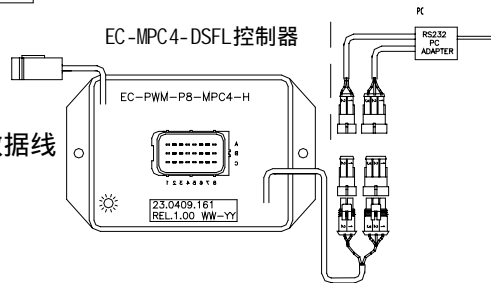 PC
EC-MPC4-DSFL控制器
RS232
PC
ADAPTER
EC-PWM-P8-MPC4-H
据线
A
B
C
8 7 6 5 4 3 2 1
23.0409.161
REL.1.00 WW-YY